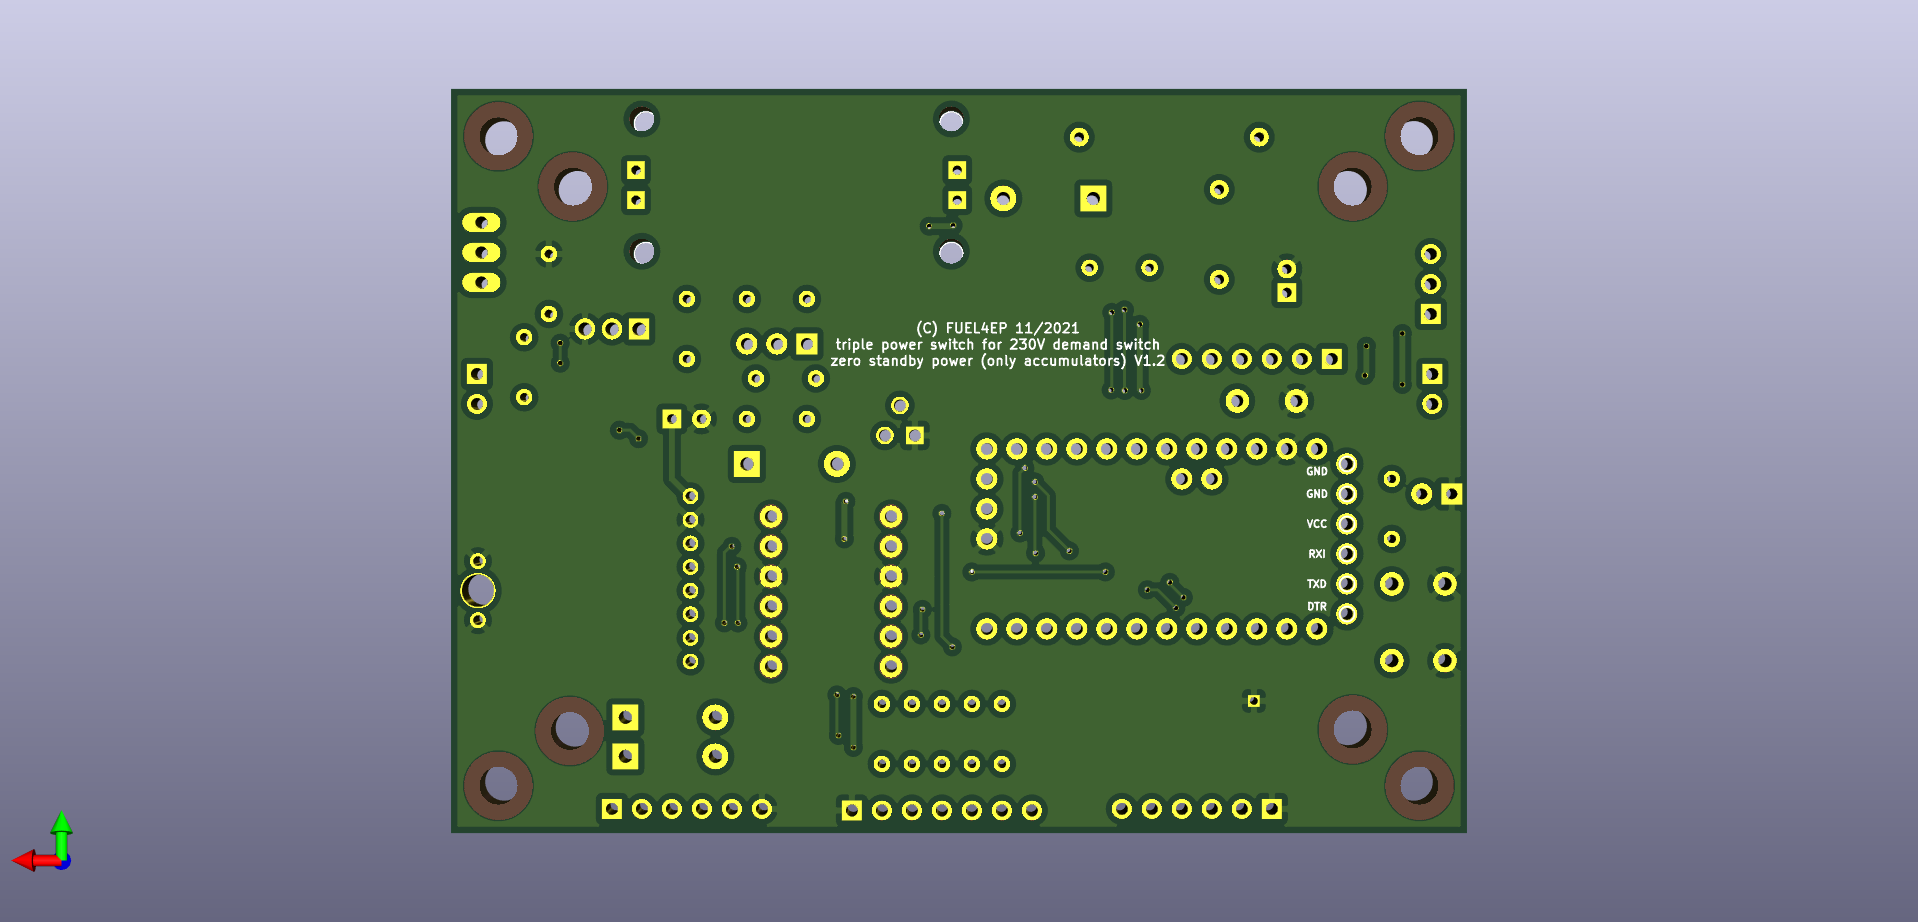 (C) FUEL4EP 11/2021
triple power switch for 230V demand switch
zero standby power (only accumulators) V1.2
GND
GND
VCC
RXI
TXD
DTR